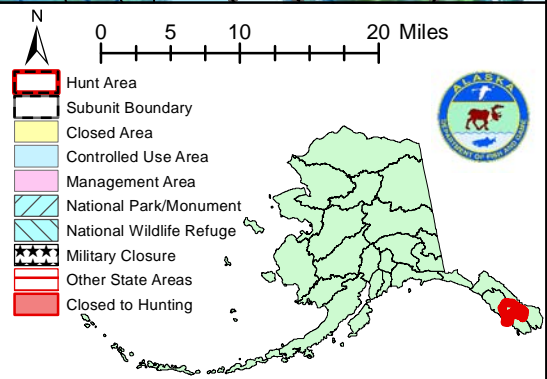 N
0 5 10 20 Miles
Hunt Area
Subunit Boundary
Closed Area
Controlled Use Area
Management Area
National Park/Monument
National Wildlife Refuge
Military Closure
Other State Areas
Closed to Hunting
ALASKA
DEPARTMENT OF FISH AND GAME